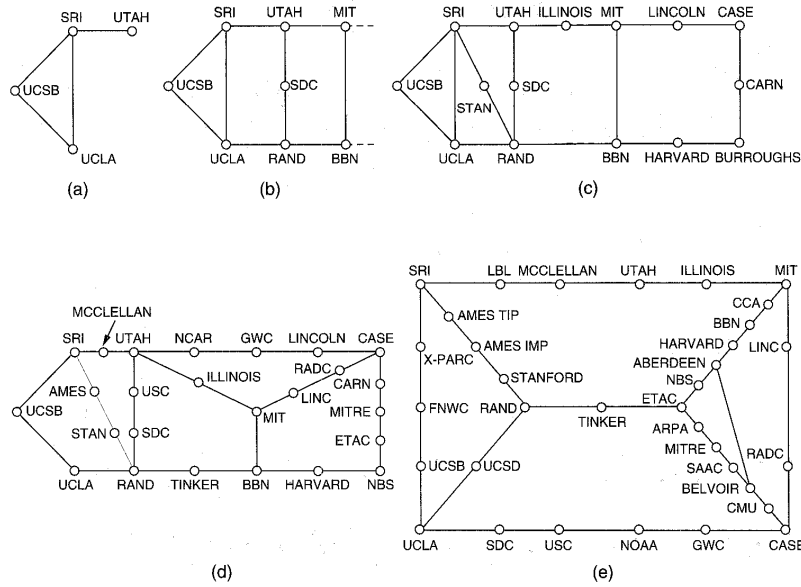 SRI UTAH
UCSB
UCLA
(a)
SRI UTAH MIT
UCSB SDC
UCLA RAND BBN
(b)
SRI UTAH ILLINOIS MIT LINCOLN CASE
UCSB SDC CARN
STAN
UCLA RAND BBN HARVARD BURROUGHS
(c)
MCCLELLAN
SRI UTAH NCAR GWC LINCOLN CASE
RADC
ILLINOIS
AMES USC LINC CARN
UCSB MIT MITRE
STAN SDC ETAC
UCLA RAND TINKER BBN HARVARD NBS
(d)
SRI LBL MCCLELLAN UTAH ILLINOIS MIT
CCA
AMES TIP
BBN
HARVARD
X-PARC AMES IMP LINC
ABERDEEN
STANFORD NBS
ETAC
FNWC RAND
TINKER
ARPA
MITRE
UCSB UCSD SAAC RADC
BELVOIR
CMU
UCLA SDC USC NOAA GWC CASE
(e)